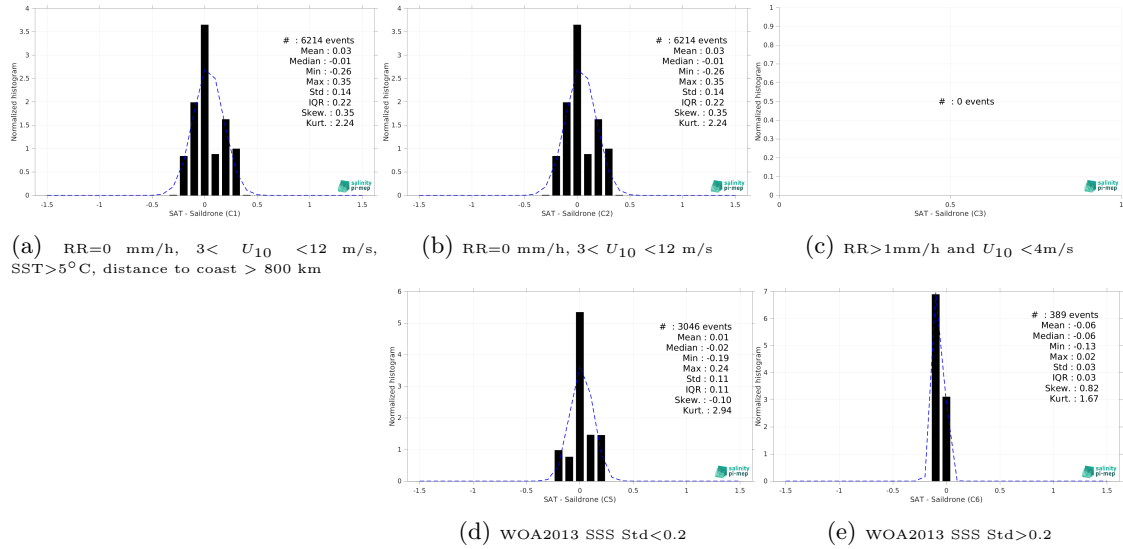 4
3.5
3
2.5
2
1.5
1
0.5
0
Normalized histogram
# : 6214 events
Mean : 0.03
Median : -0.01
Min : -0.26
Max : 0.35
Std : 0.14
IQR : 0.22
Skew. : 0.35
Kurt. : 2.24
salinity
pi-mep
-1.5 -1 -0.5 0 0.5 1 1.5
SAT - Saildrone (C1)
(a) RR=0 mm/h, 3< U10 <12 m/s,
SST>5°C, distance to coast > 800 km
4
3.5
3
2.5
2
1.5
1
0.5
0
Normalized histogram
# : 6214 events
Mean : 0.03
Median : -0.01
Min : -0.26
Max : 0.35
Std : 0.14
IQR : 0.22
Skew. : 0.35
Kurt. : 2.24
salinity
pi-mep
-1.5 -1 -0.5 0 0.5 1 1.5
SAT - Saildrone (C2)
(b) RR=0 mm/h, 3< U10 <12 m/s
1
0.9
0.8
0.7
0.6
0.5
0.4
0.3
0.2
0.1
0
Normalized histogram
# : 0 events
salinity
pi-mep
0 0.5 1
SAT - Saildrone (C3)
(c) RR>1mm/h and U10 <4m/s
6
5
4
3
2
1
0
Normalized histogram
# : 3046 events
Mean : 0.01
Median : -0.02
Min : -0.19
Max : 0.24
Std : 0.11
IQR : 0.11
Skew. : -0.10
Kurt. : 2.94
salinity
pi-mep
-1.5 -1 -0.5 0 0.5 1 1.5
SAT - Saildrone (C5)
(d) WOA2013 SSS Std<0.2
7
6
5
4
3
2
1
0
Normalized histogram
# : 389 events
Mean : -0.06
Median : -0.06
Min : -0.13
Max : 0.02
Std : 0.03
IQR : 0.03
Skew. : 0.82
Kurt. : 1.67
salinity
pi-mep
-1.5 -1 -0.5 0 0.5 1 1.5
SAT - Saildrone (C6)
(e) WOA2013 SSS Std>0.2